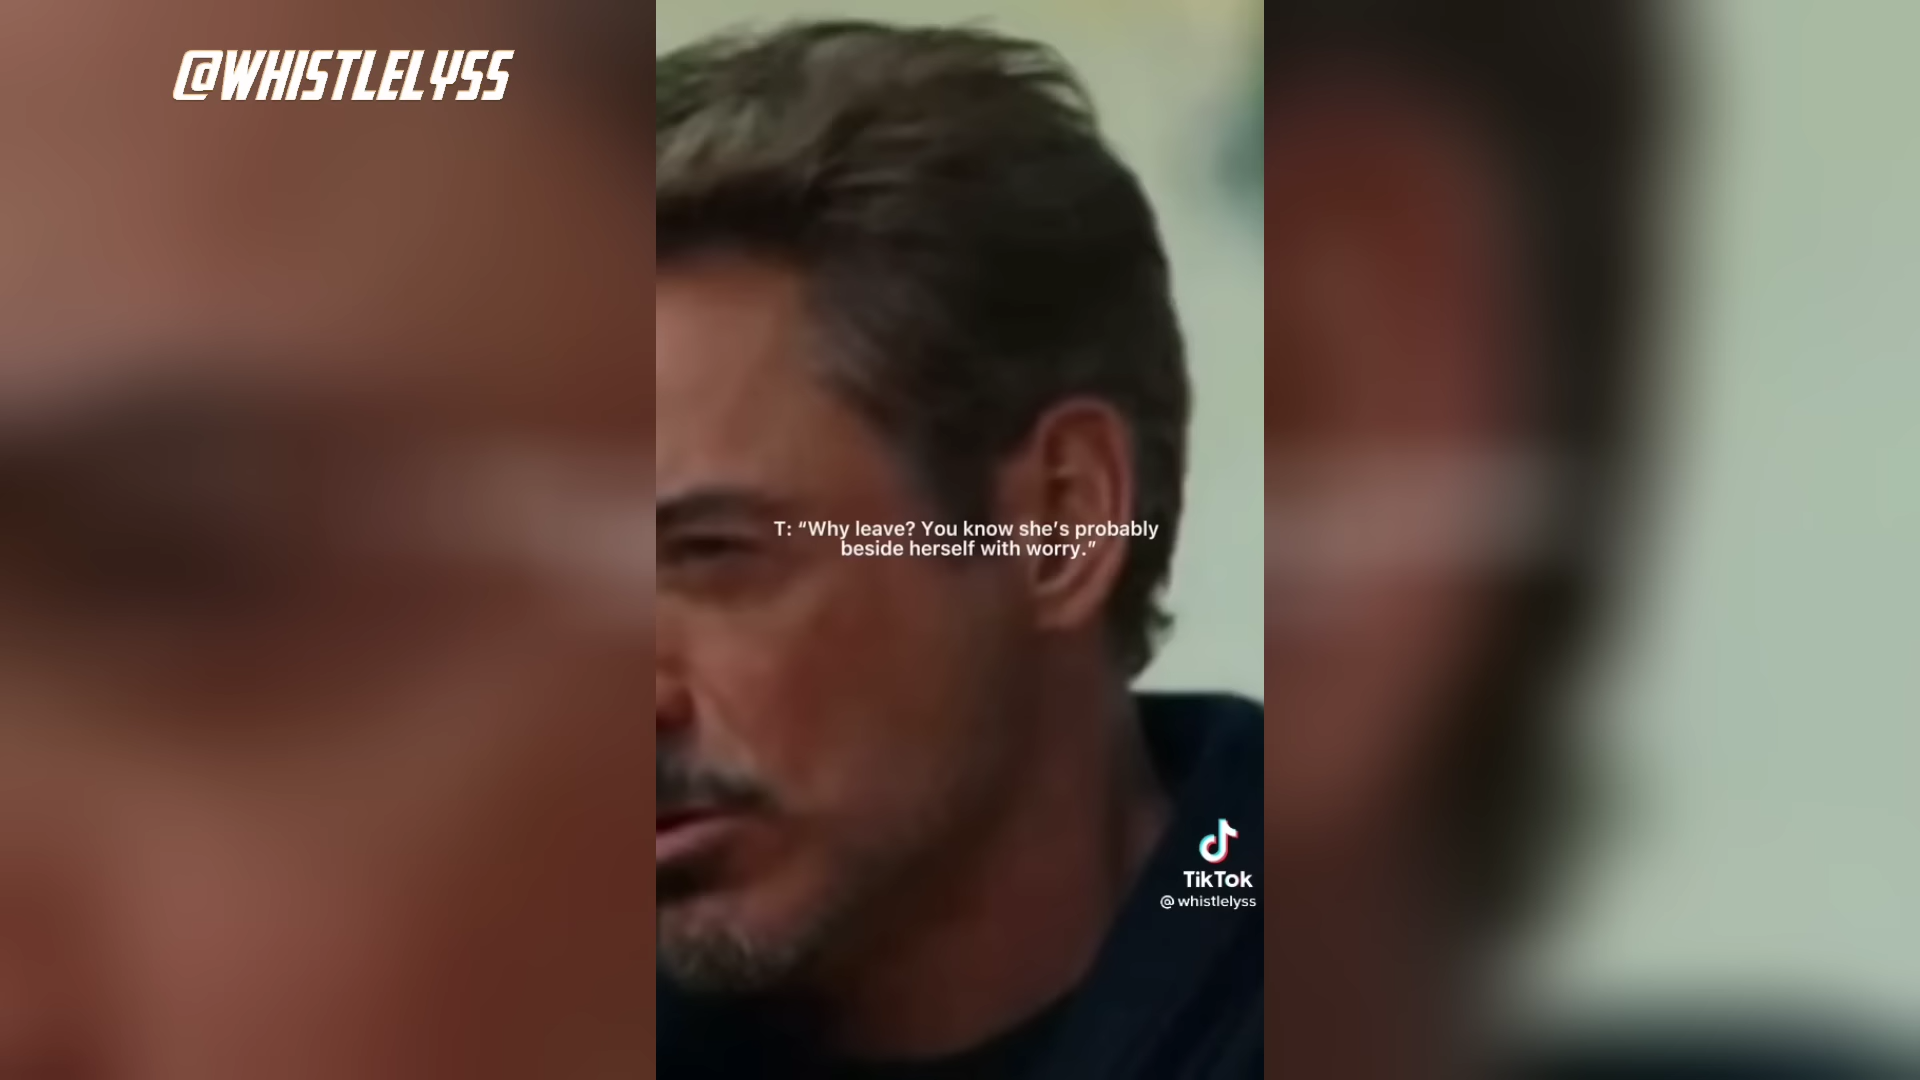 @WHISTLELYSS
T: “Why leave? You know she’s probably
beside herself with worry.”
TikTok
@ whistlelyss